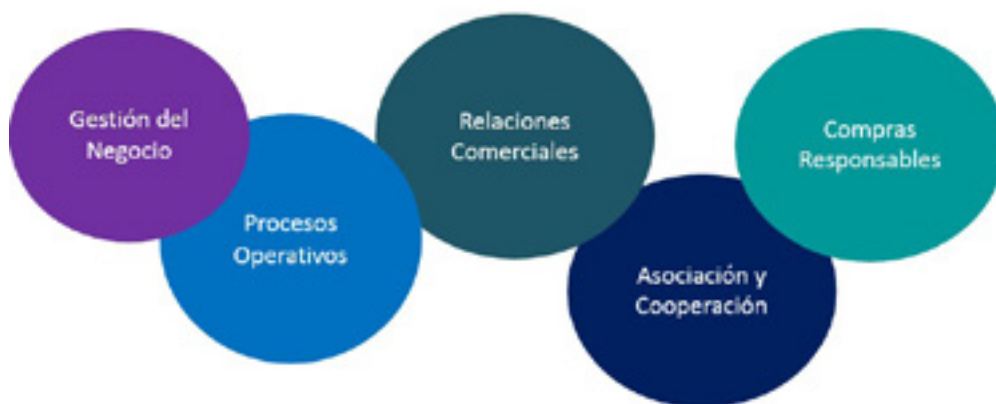 Gestión del
Negocio
Procesos
Operativos
Relaciones
Comerciales
Asociación y
Cooperación
Compras
Responsables